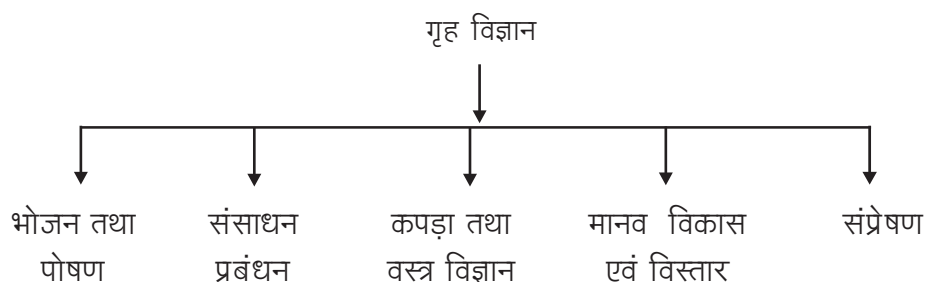 गृह विज्ञान
भोजन तथा
पोषण
संसाधन
प्रबंधन
कपड़ा तथा
वस्त्र विज्ञान
मानव विकास
एवं विस्तार
संप्रेषण